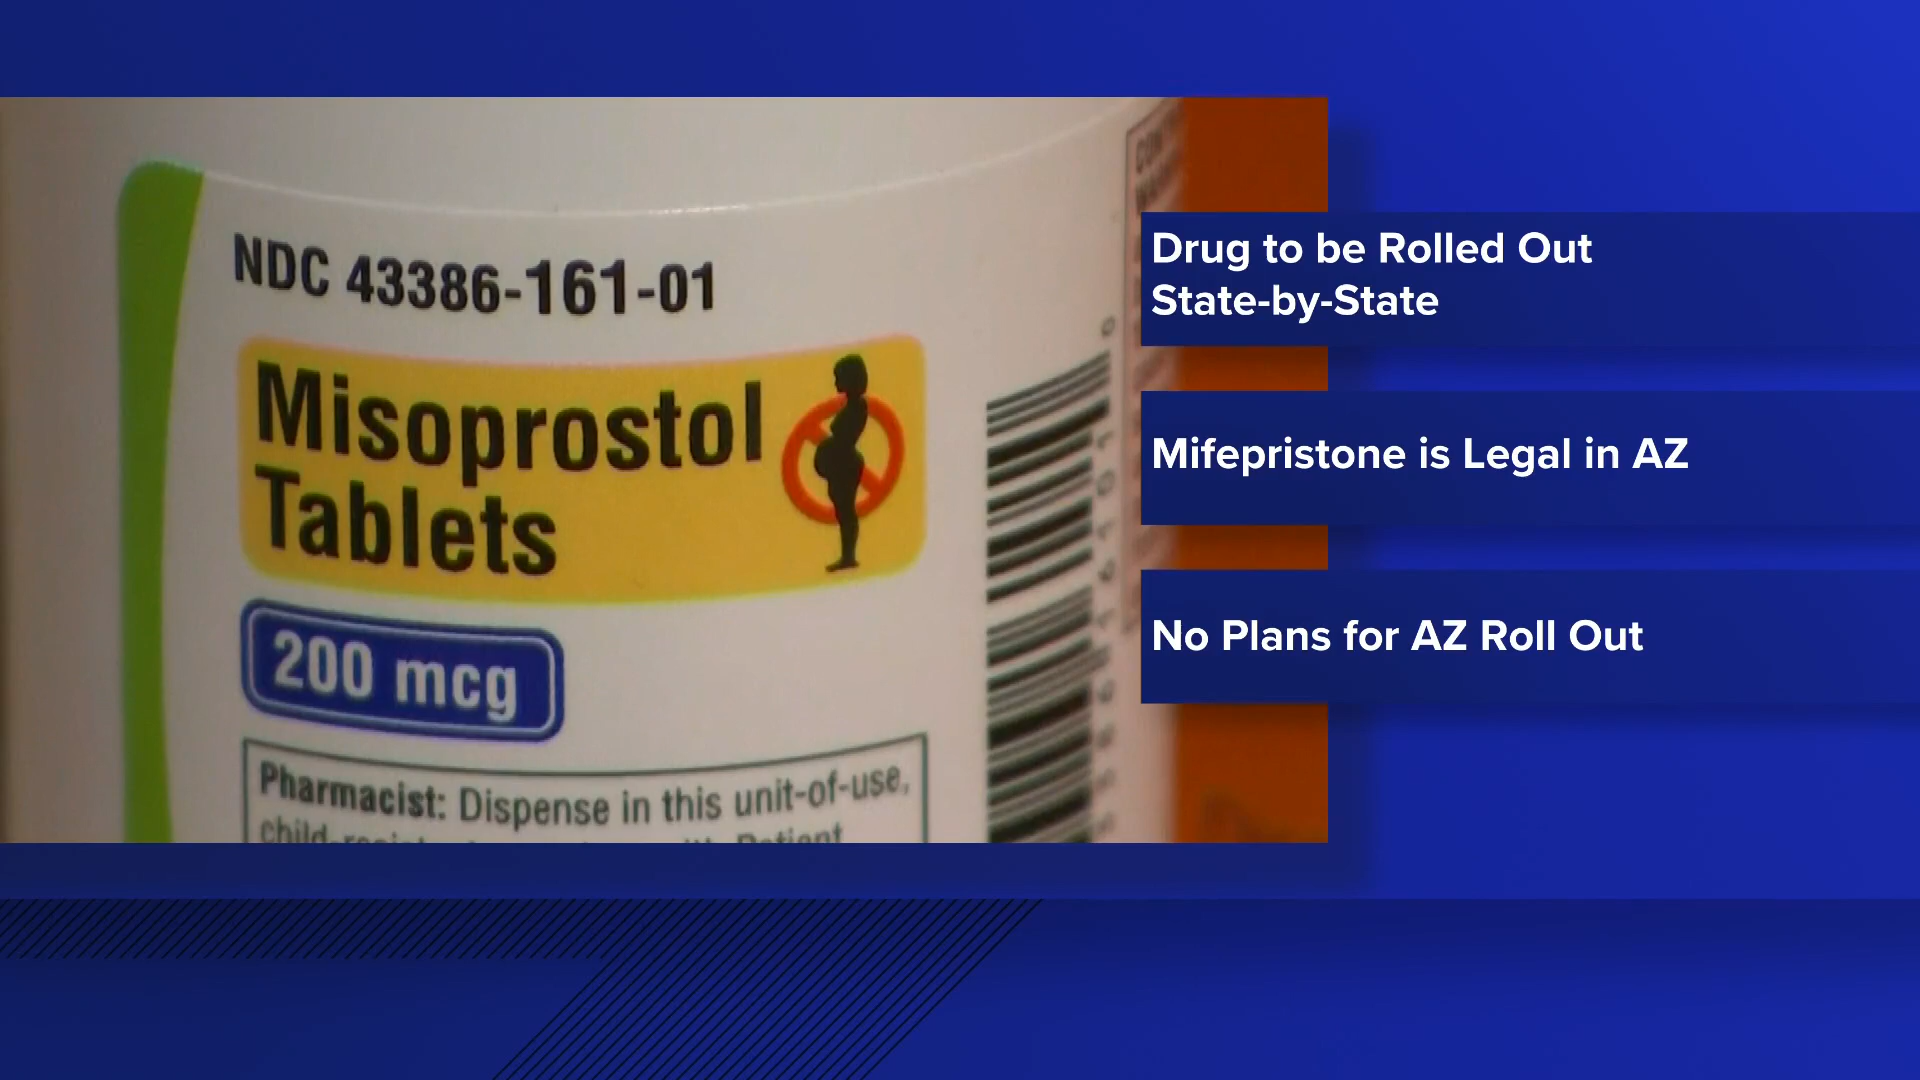 NDC 43386-161-01
Misoprostol
Tablets
200 mcg
Pharmacist: Dispense in this unit-of-use,
Drug to be Rolled Out
State-by-State
Mifepristone is Legal in AZ
No Plans for AZ Roll Out